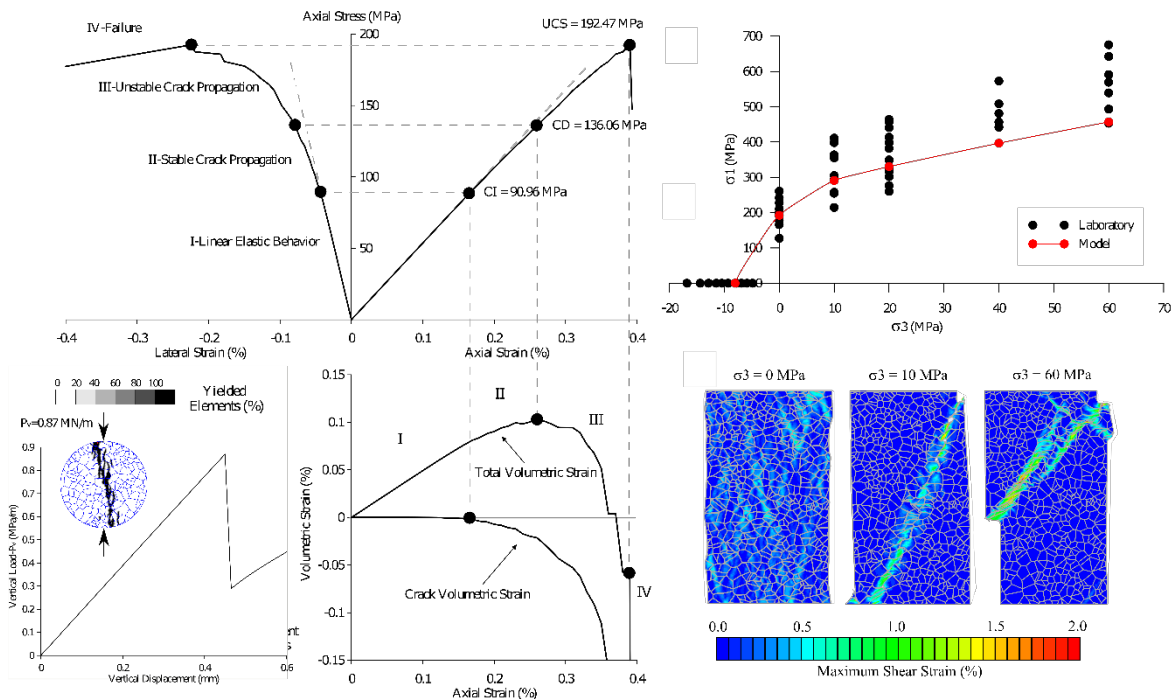 IV-Failure
Axial Stress (MPa)
UCS = 192.47 MPa
200
III-Unstable Crack Propagation
150
CD = 136.06 MPa
II-Stable Crack Propagation
100
CI = 90.96 MPa
I-Linear Elastic Behavior
50
-0.4 -0.3 -0.2 -0.1 0 0.1 0.2 0.3 0.4
Lateral Strain (%)
Axial Strain (%)
700
600
500
400
300
200
100
0
σ1 (MPa)
Laboratory
Model
-20 -10 0 10 20 30 40 50 60 70
σ3 (MPa)
0 20 40 60 80 100
Yielded
Elements (%)
Pv=0.87 MN/m
0.9
0.8
0.7
0.6
0.5
0.4
0.3
0.2
0.1
0
Vertical Load-Pv (MPa/m)
0 0.2 0.4 0.6
Vertical Displacement (mm)
0.15
0.1
0.05
0
-0.05
-0.1
-0.15
Volumetric Strain (%)
I
II
III
IV
Total Volumetric Strain
Crack Volumetric Strain
0 0.1 0.2 0.3 0.4
Axial Strain (%)
σ3 = 0 MPa
σ3 = 10 MPa
σ3 = 60 MPa
0.0 0.5 1.0 1.5 2.0
Maximum Shear Strain (%)